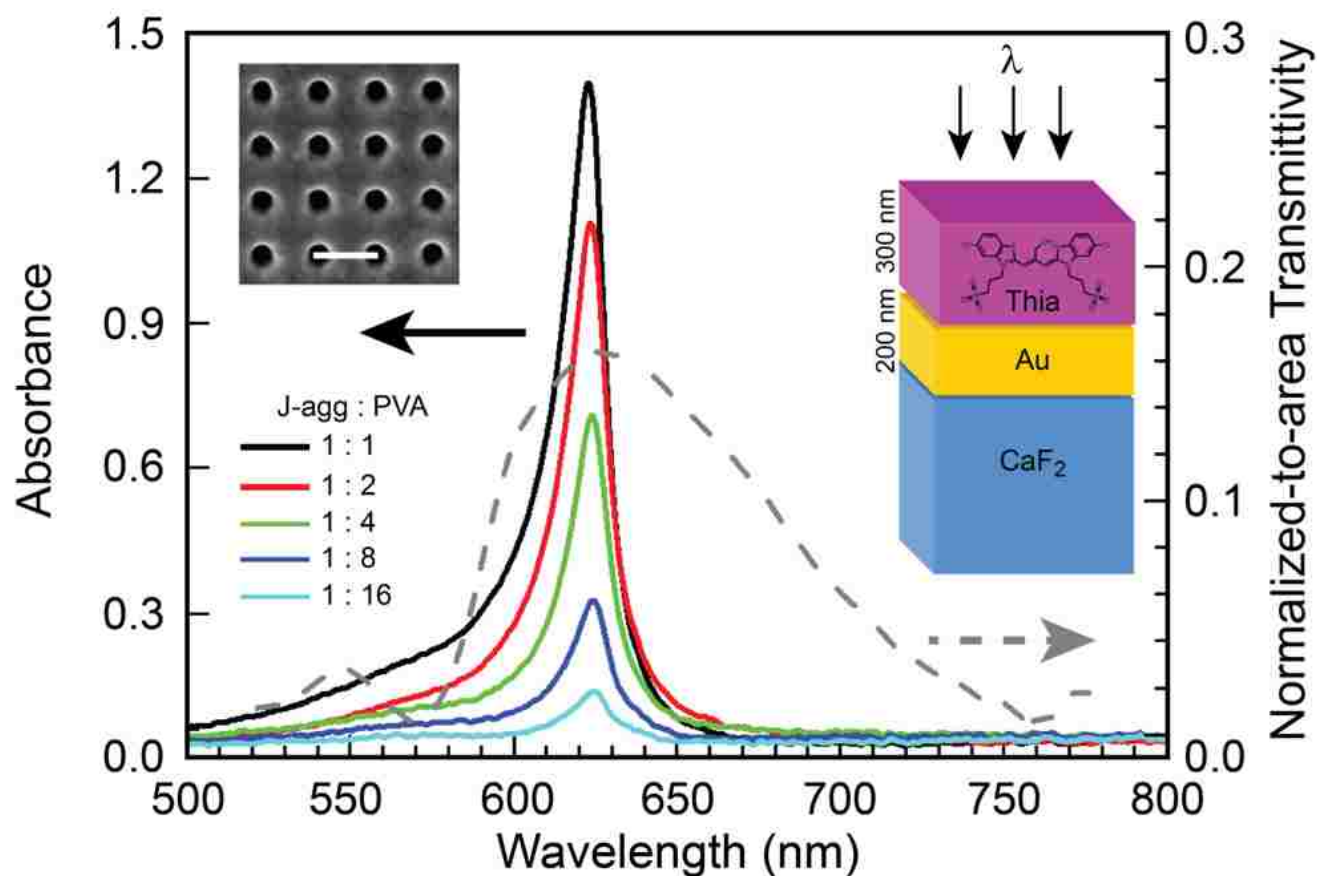 1.5
1.2
0.9
0.6
0.3
0.0
Absorbance
0.3
0.2
0.1
0.0
Normalized-to-area Transmitivity
λ
300 nm
Thia
200 nm
Au
CaF2
J-agg : PVA
1 : 1
1 : 2
1 : 4
1 : 8
1 : 16
500 550 600 650 700 750 800
Wavelength (nm)